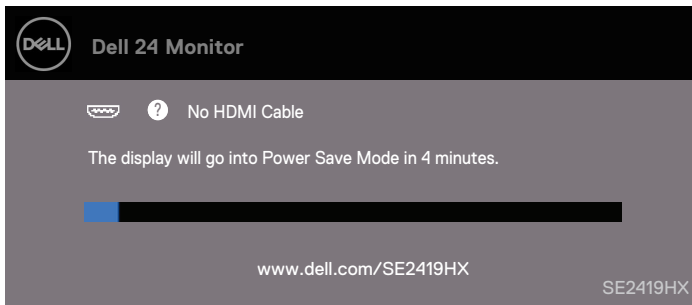 DELL
Dell 24 Monitor
? No HDMI Cable
The display will go into Power Save Mode in 4 minutes.
www.dell.com/SE2419HX
SE2419HX